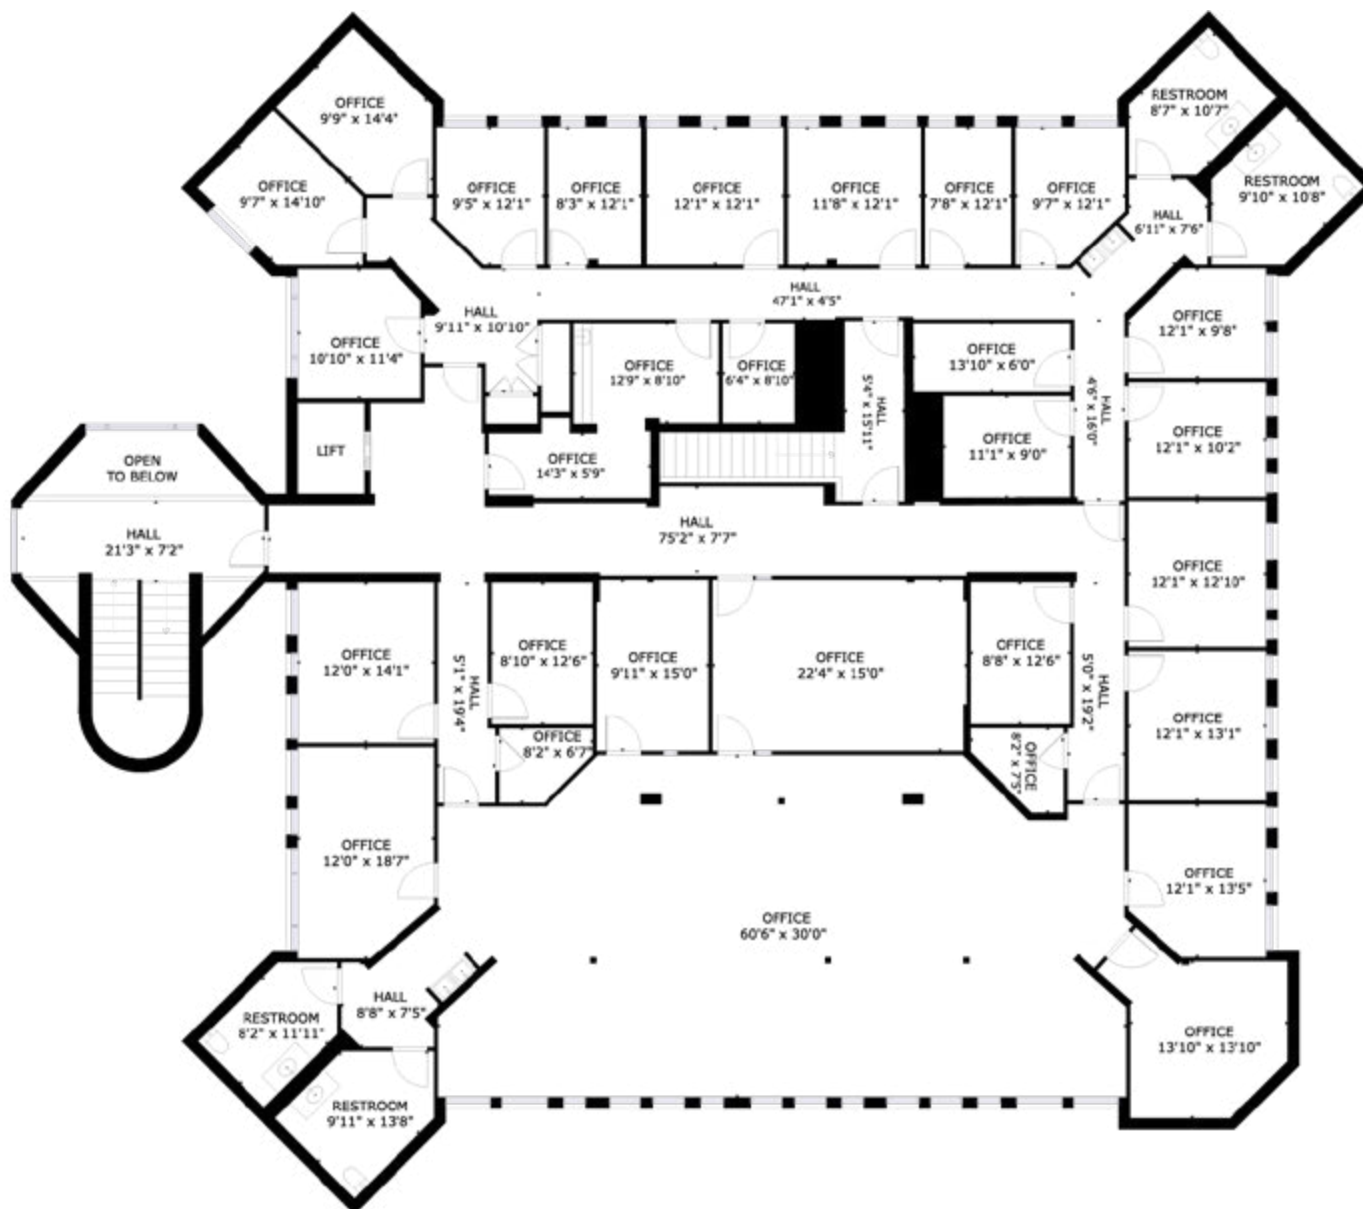 OFFICE
9'9" x 14'4"
RESTROOM
8'7" x 10'7"
OFFICE
9'7" x 14'10"
OFFICE
9'5" x 12'1"
OFFICE
8'3" x 12'1"
OFFICE
12'1" x 12'1"
OFFICE
11'8" x 12'1"
OFFICE
7'8" x 12'1"
OFFICE
9'7" x 12'1"
RESTROOM
9'10" x 10'8"
HALL
6'11" x 7'6"
HALL
47'1" x 4'5"
HALL
9'11" x 10'10"
OFFICE
12'1" x 9'8"
OFFICE
10'10" x 11'4"
OFFICE
12'9" x 8'10"
OFFICE
6'4" x 8'10"
OFFICE
13'10" x 6'0"
HALL
5'4" x 15'11"
HALL
4'6" x 16'0"
OFFICE
12'1" x 10'2"
OFFICE
11'1" x 9'0"
LIFT
OPEN
TO BELOW
OFFICE
14'3" x 5'9"
HALL
21'3" x 7'2"
HALL
75'2" x 7'7"
OFFICE
12'1" x 12'10"
OFFICE
12'0" x 14'1"
HALL
5'1" x 19'4"
OFFICE
8'10" x 12'6"
OFFICE
9'11" x 15'0"
OFFICE
22'4" x 15'0"
OFFICE
8'8" x 12'6"
HALL
5'0" x 19'2"
OFFICE
12'1" x 13'1"
OFFICE
8'2" x 6'7"
OFFICE
8'2" x 7'5"
OFFICE
12'0" x 18'7"
OFFICE
12'1" x 13'5"
OFFICE
60'6" x 30'0"
HALL
8'8" x 7'5"
RESTROOM
8'2" x 11'11"
OFFICE
13'10" x 13'10"
RESTROOM
9'11" x 13'8"